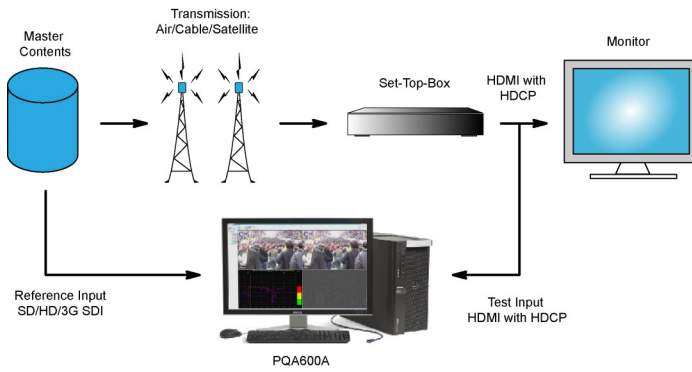 Transmission:
Air/Cable/Satellite
Master
Contents
Set-Top-Box
HDMI with
HDCP
Monitor
Reference Input
SD/HD/3G SDI
Test Input
HDMI with HDCP
PQA600A